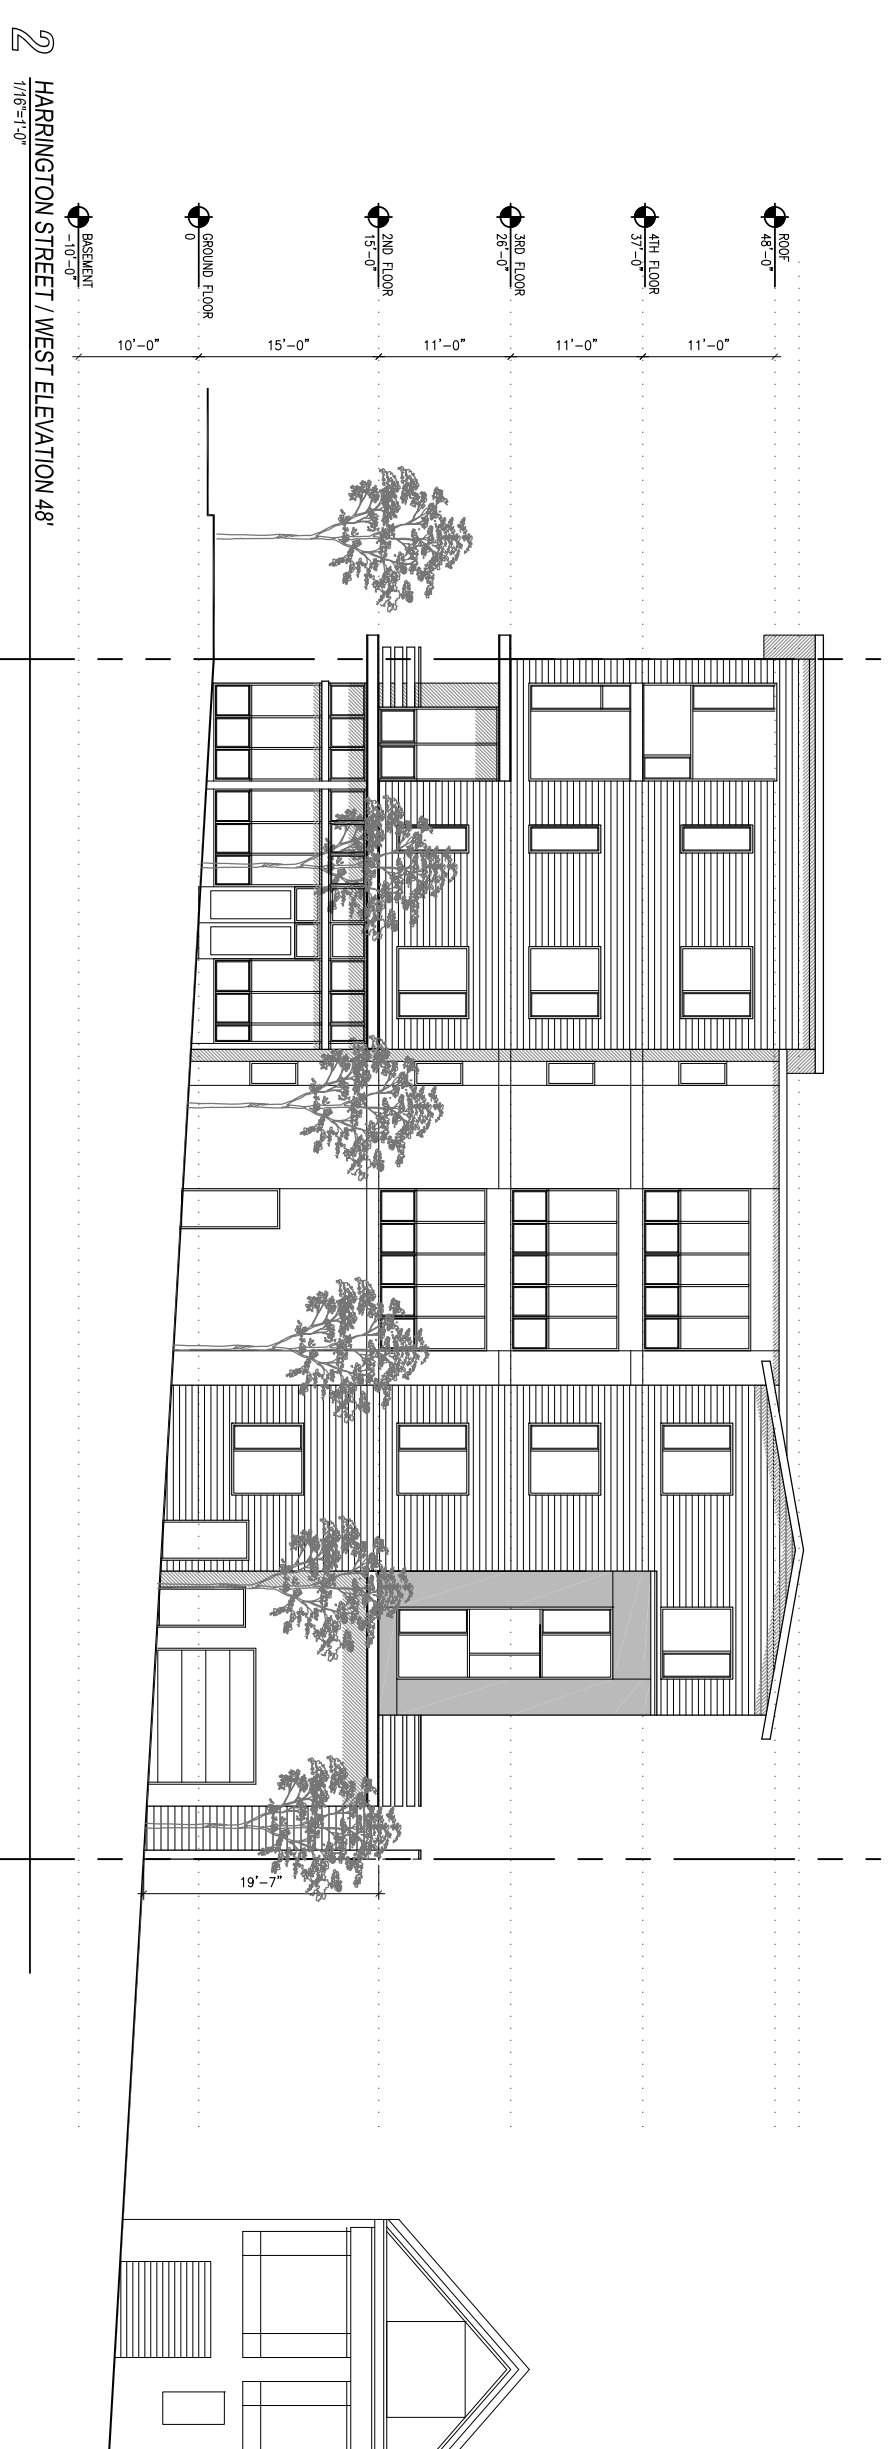 2
HARRINGTON STREET / WEST ELEVATION 48'
1/16"=1'-0"
ROOF
48'-0"
4TH FLOOR
37'-0"
3RD FLOOR
26'-0"
2ND FLOOR
15'-0"
GROUND FLOOR
0
BASEMENT
-10'-0"
10'-0"
15'-0"
11'-0"
11'-0"
11'-0"
19'-7"